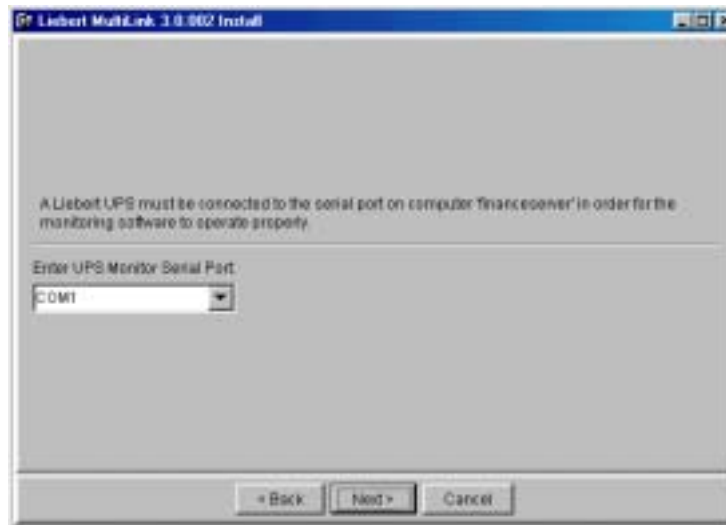 Liebert MultiLink 3.0.002 Install
A Liebert UPS must be connected to the serial port on computer 'financeserver' in order for the
monitoring software to operate properly.
Enter UPS Monitor Serial Port
COM1
< Back Next > Cancel